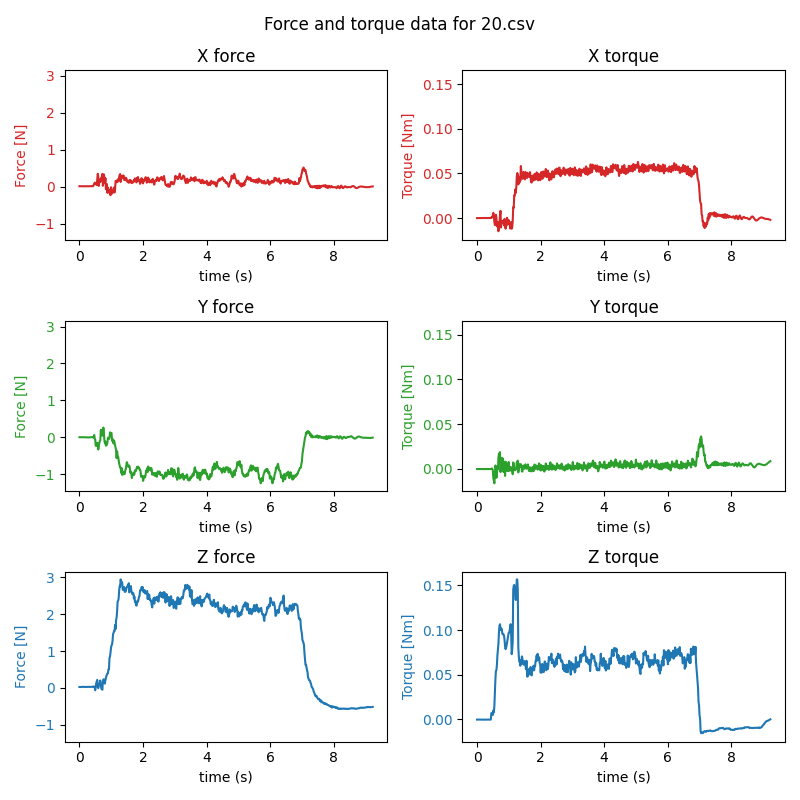 Force and torque data for 20.csv
X force
X torque
Force [N]
3
2
1
0
−1
0 2 4 6 8
time (s)
Torque [Nm]
0.15
0.10
0.05
0.00
0 2 4 6 8
time (s)
Y force
Y torque
Force [N]
3
2
1
0
−1
0 2 4 6 8
time (s)
Torque [Nm]
0.15
0.10
0.05
0.00
0 2 4 6 8
time (s)
Z force
Z torque
Force [N]
3
2
1
0
−1
0 2 4 6 8
time (s)
Torque [Nm]
0.15
0.10
0.05
0.00
0 2 4 6 8
time (s)